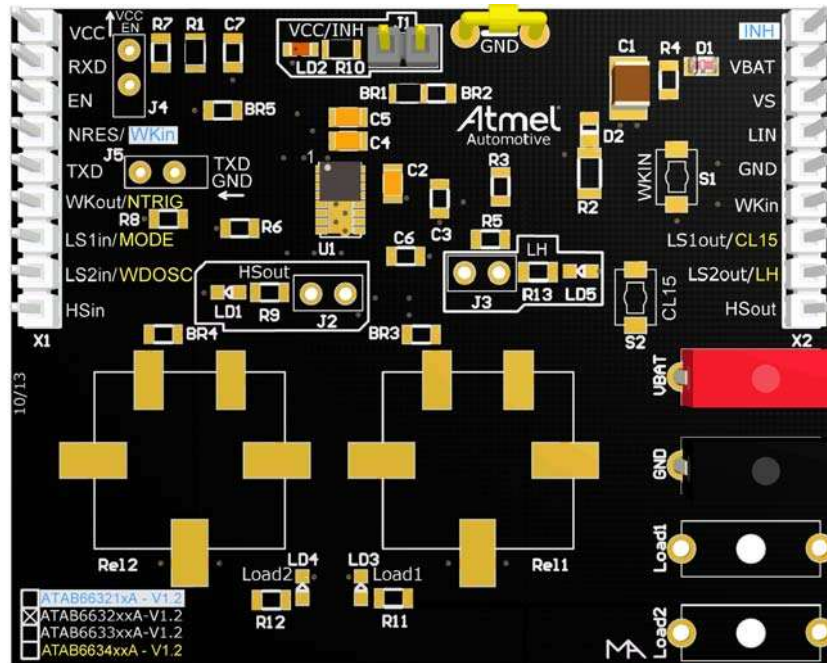 VCC
RXD
EN
NRES/ WKin
TXD
WKout/NTRIG
LS1in/MODE
LS2in/WDOSC
HSin
X1
VCC
EN
J4
R7
R1
C7
BR5
J5
TXD
GND
R8
R6
VCC/INH
LD2
R10
J1
GND
BR1
BR2
C5
C4
1
U1
C2
C3
C6
Atmel
Automotive
R3
R5
D2
R2
C1
R4
D1
WKIN
S1
INH
VBAT
VS
LIN
GND
WKin
LS1out/CL15
LS2out/LH
HSout
X2
HSout
LD1
R9
J2
LH
J3
R13
LD5
CL15
S2
BR4
BR3
10/13
VBAT
GND
Load1
Load2
Rel2
Rel1
LD4
LD3
Load2
Load1
R12
R11
ATAB66321xA - V1.2
ATAB6632xxA-V1.2
ATAB6633xxA-V1.2
ATAB6634xxA - V1.2